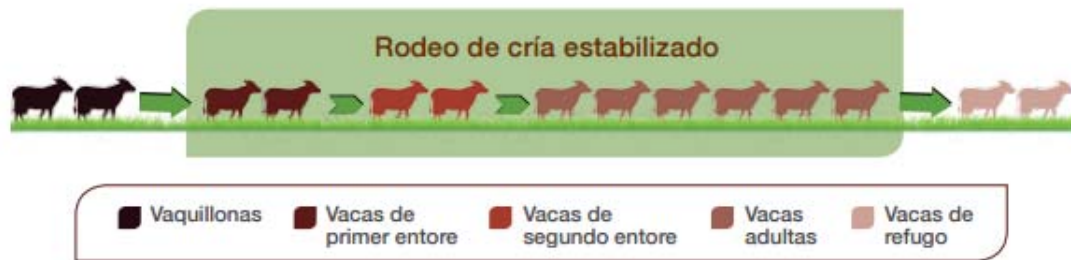 Rodeo de cría estabilizado
Vaquillonas
Vacas de
primer entore
Vacas de
segundo entore
Vacas
adultas
Vacas de
refugo